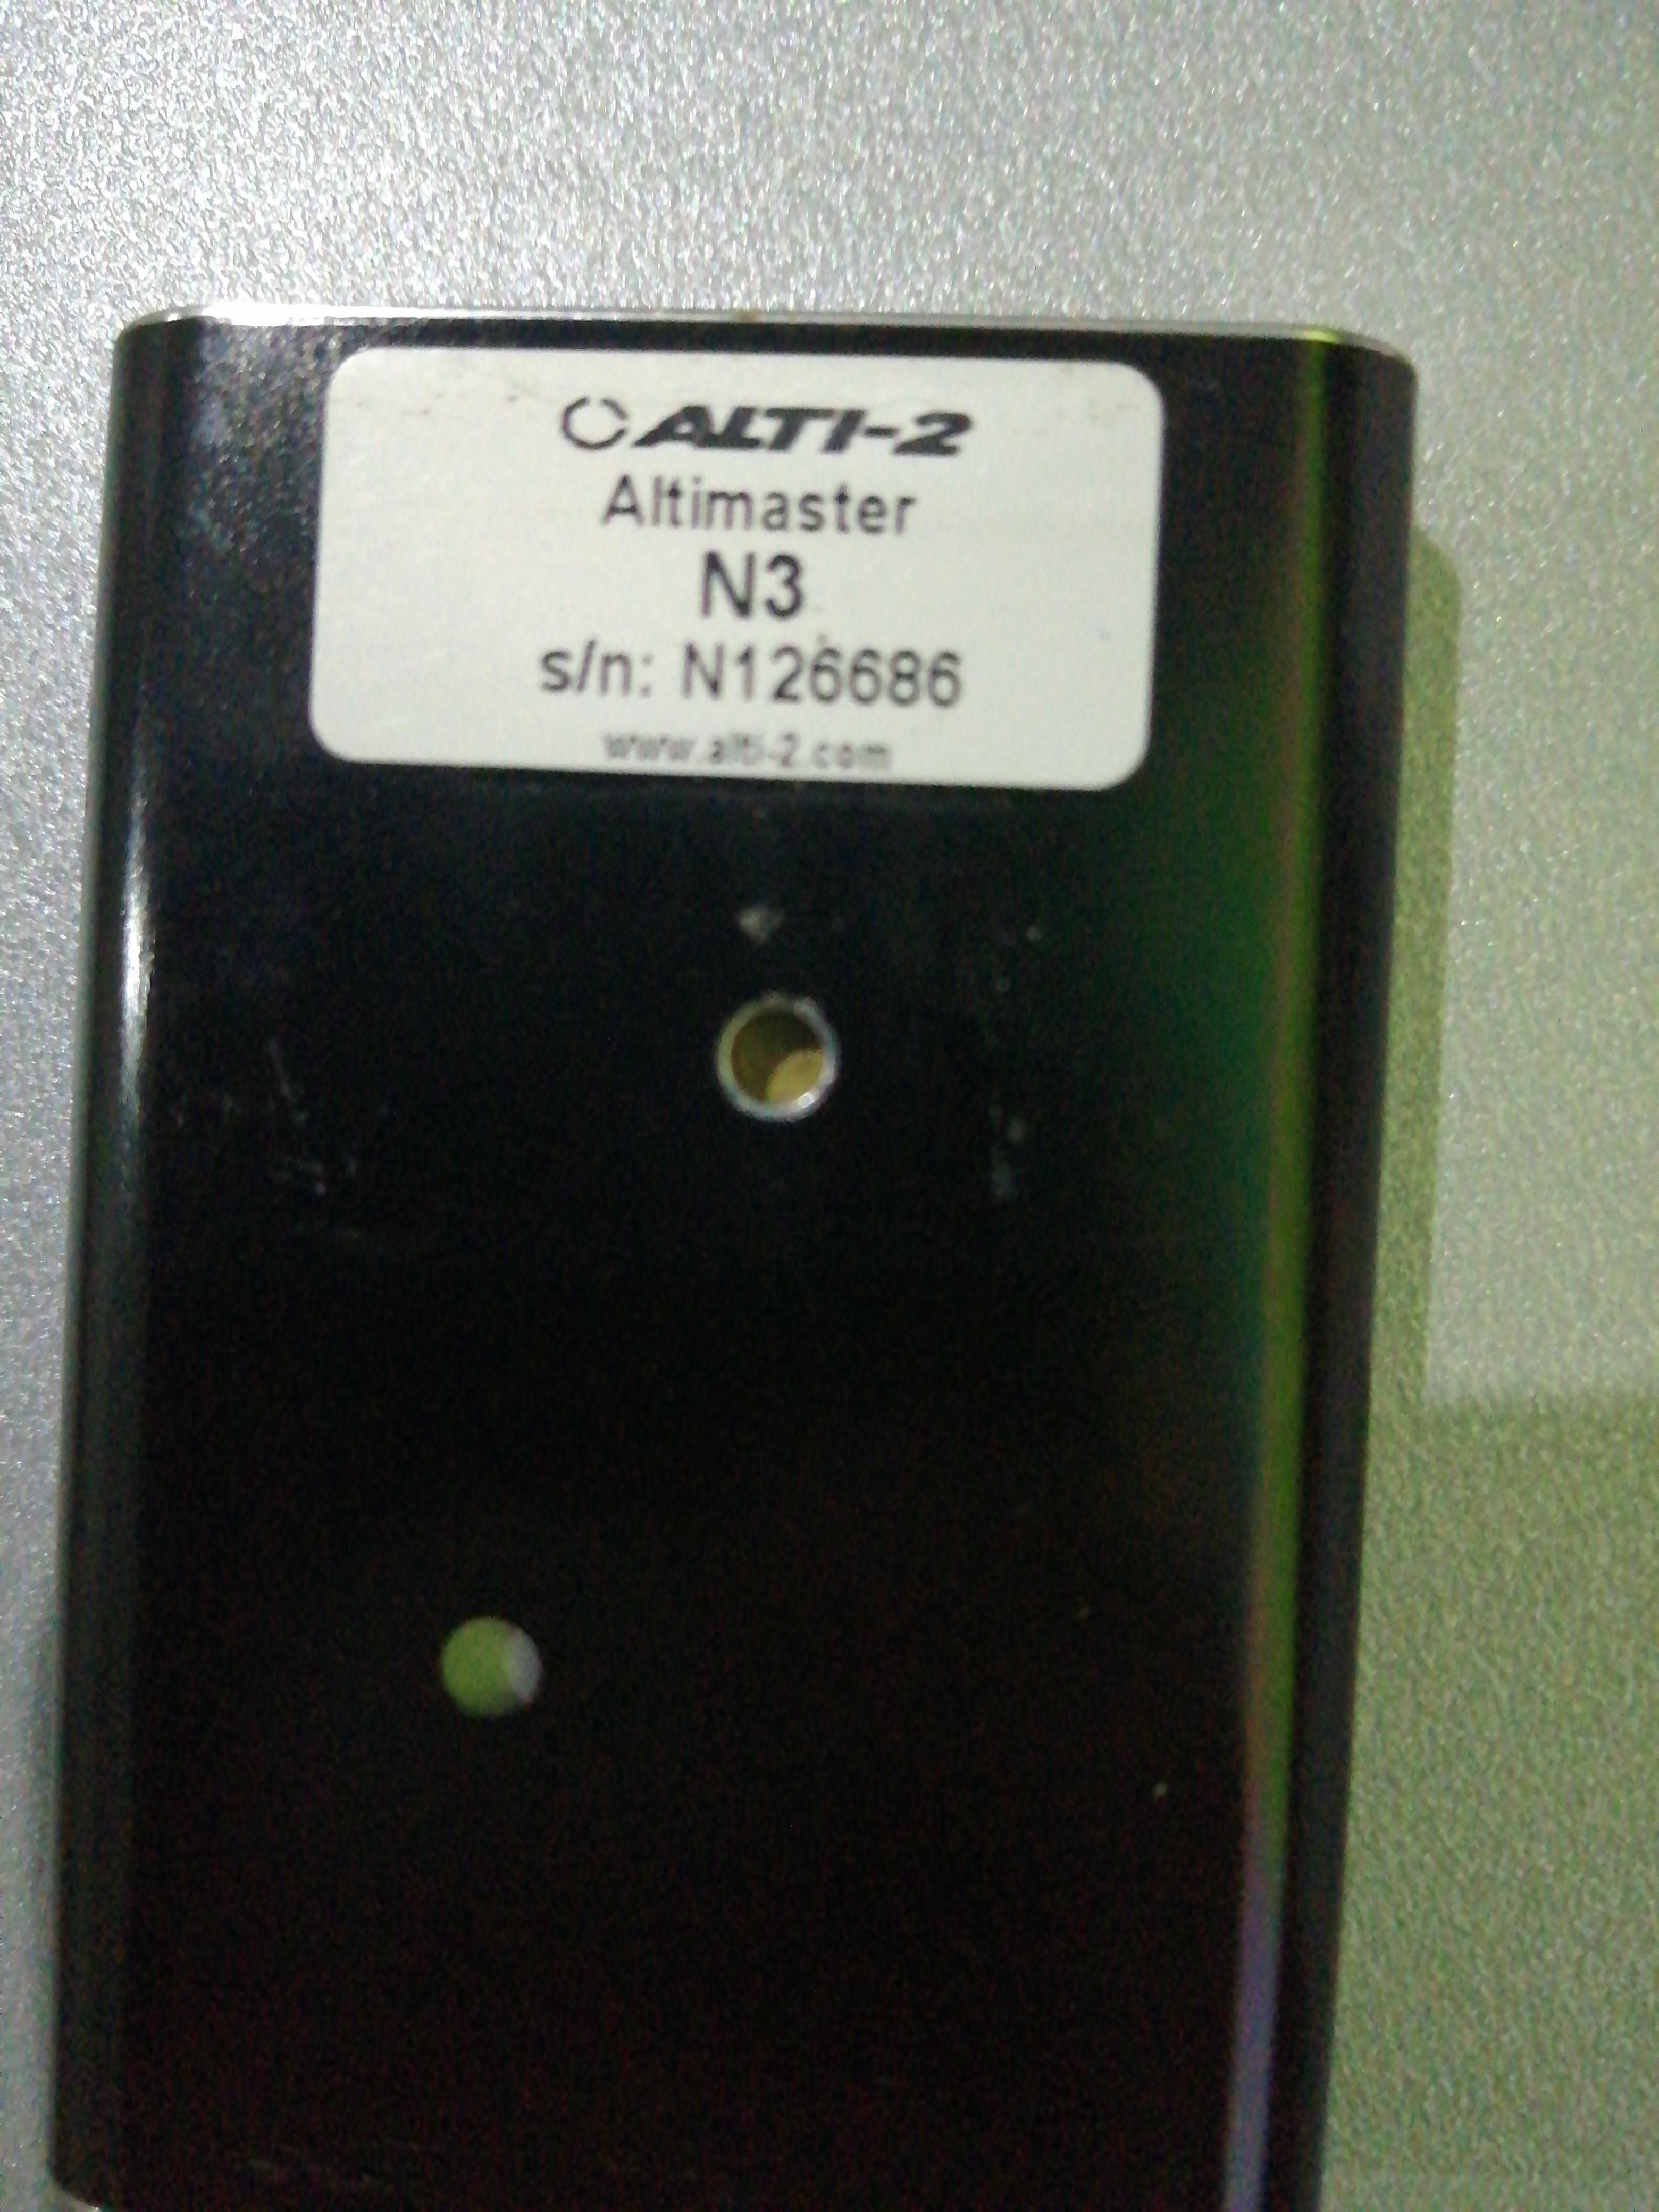 ALTI-2
Altimaster
N3
s/n: N126686
www.alti-2.com